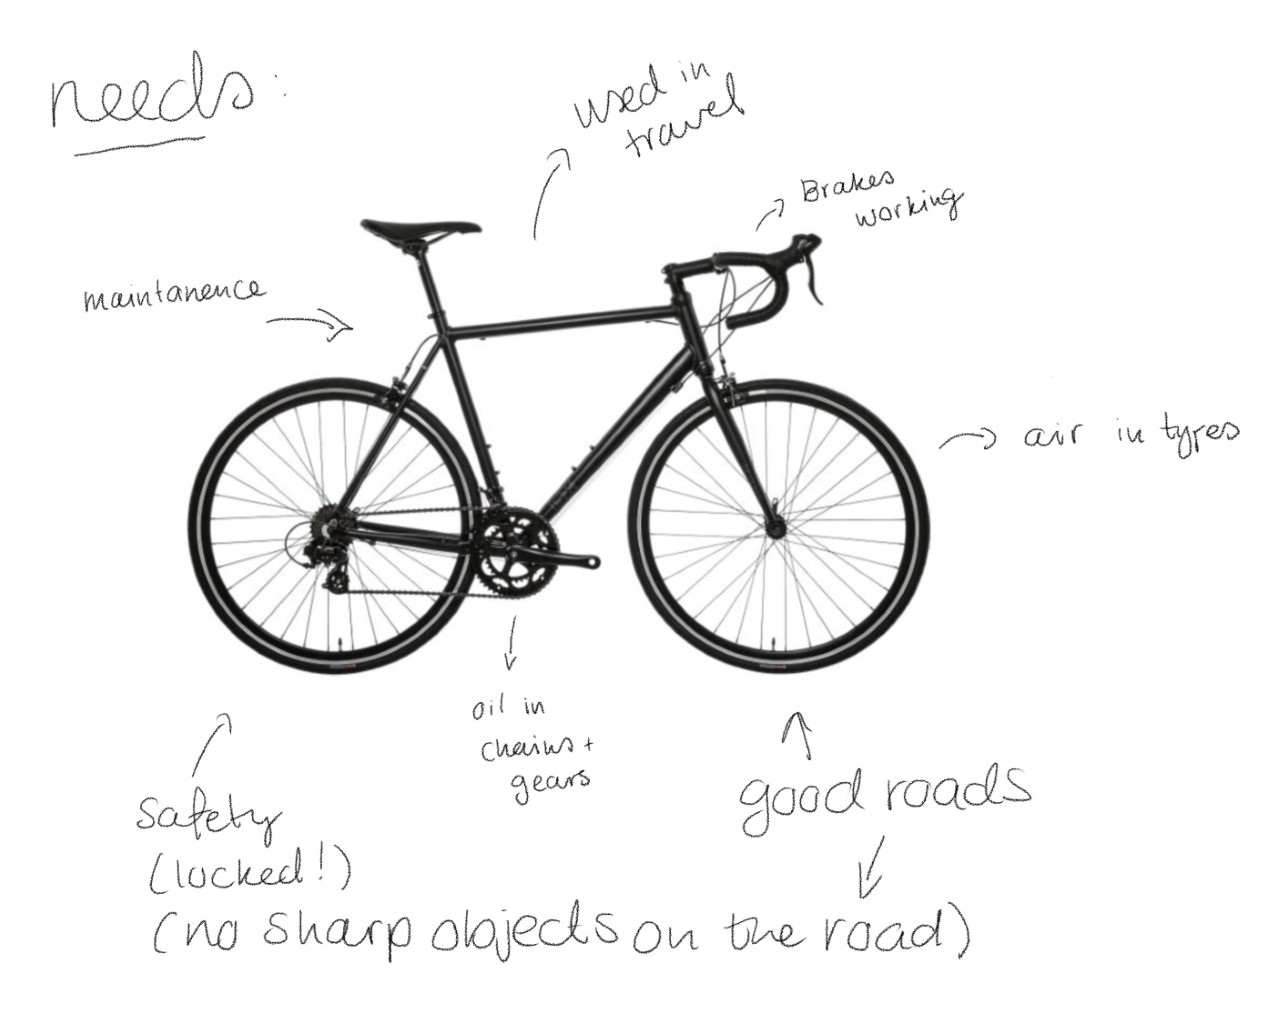 needs:
used in
travel
Brakes
working
maintanence
air in tyres
oil in
chains +
gears
safety
(locked!)
good roads
(no sharp objects on the road)